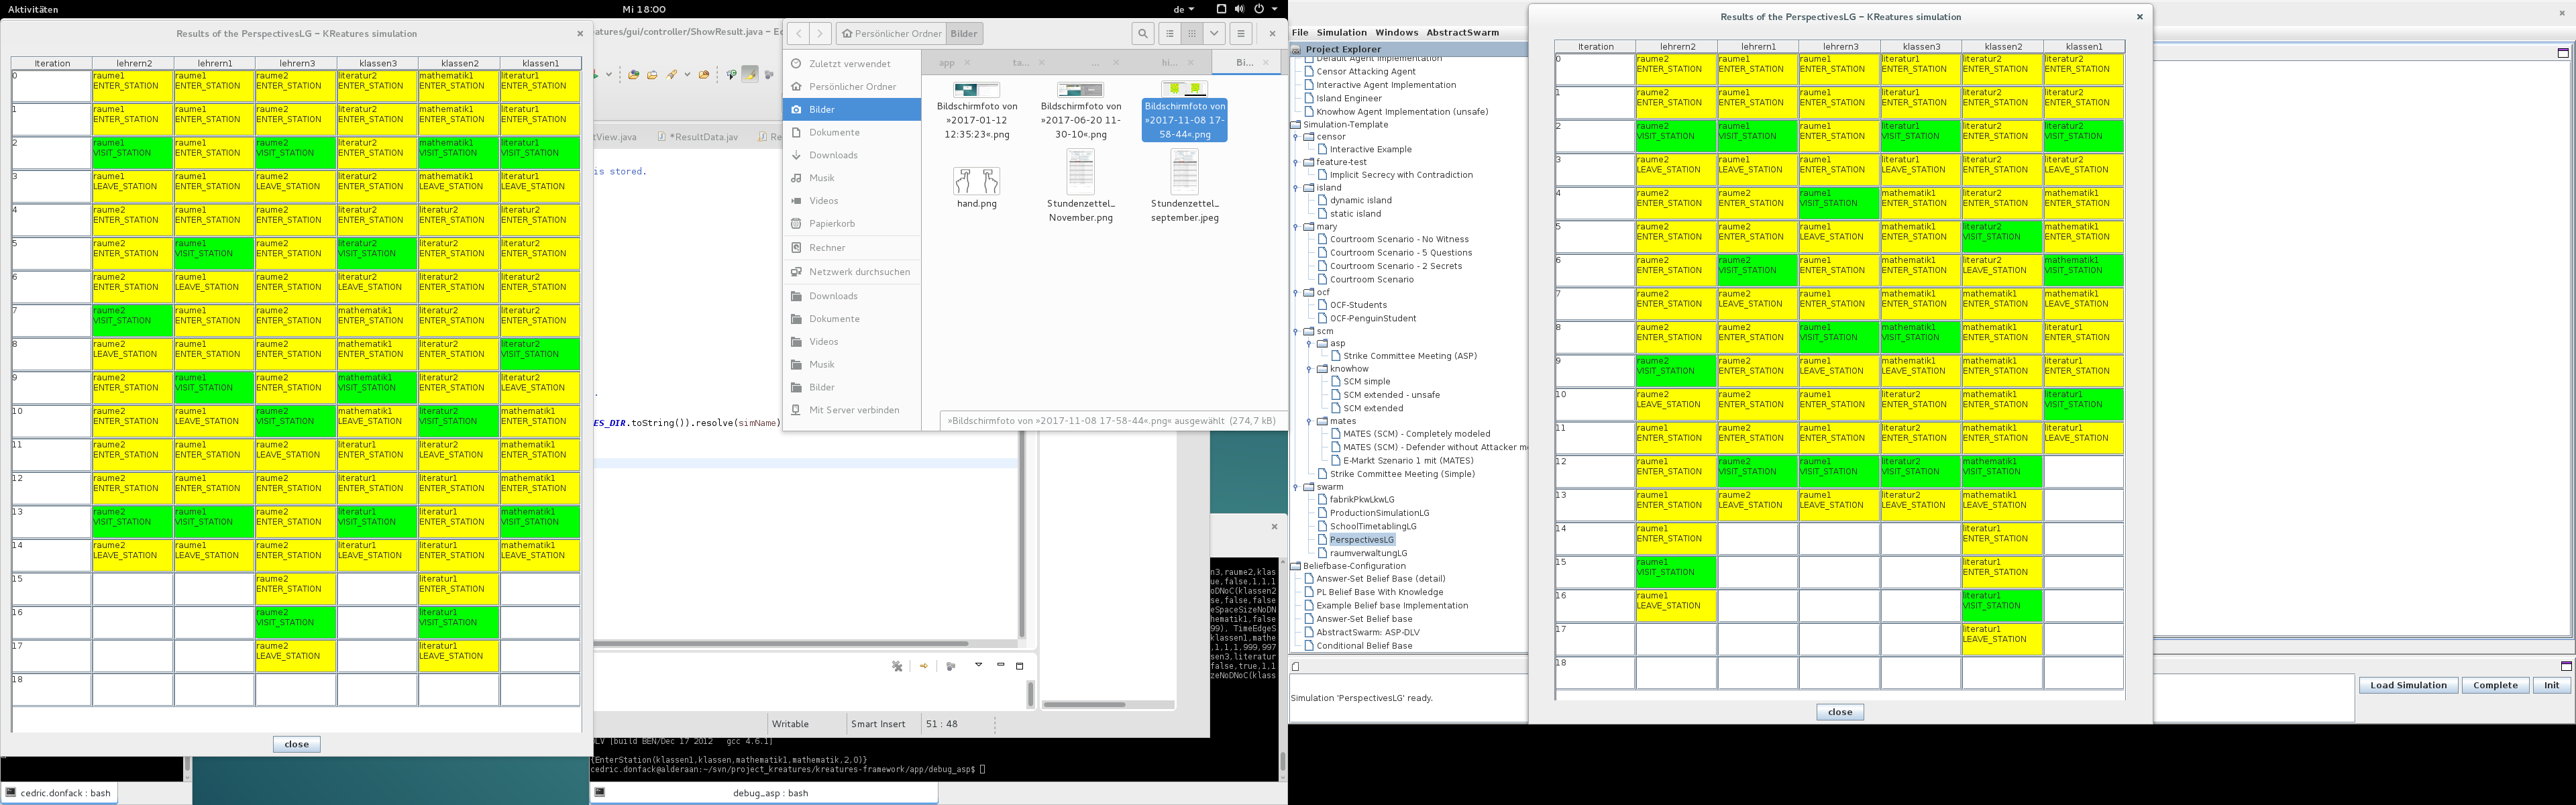 Aktivitäten Mi 18:00 de
Results of the PerspectivesLG – KReatures simulation
Iteration lehrern2 lehrern1 lehrern3 klassen3 klassen2 klassen1
0 raume1 raume1 raume2 literatur2 mathematik1 literatur1
ENTER_STATION ENTER_STATION ENTER_STATION ENTER_STATION ENTER_STATION ENTER_STATION
1 raume1 raume1 raume2 literatur2 mathematik1 literatur1
ENTER_STATION ENTER_STATION ENTER_STATION ENTER_STATION ENTER_STATION ENTER_STATION
2 raume1 raume1 raume2 literatur2 mathematik1 literatur1
VISIT_STATION ENTER_STATION VISIT_STATION ENTER_STATION VISIT_STATION VISIT_STATION
3 raume1 raume1 raume2 literatur2 mathematik1 literatur1
LEAVE_STATION ENTER_STATION LEAVE_STATION ENTER_STATION LEAVE_STATION LEAVE_STATION
4 raume2 raume1 raume2 literatur2 literatur2 literatur2
ENTER_STATION ENTER_STATION ENTER_STATION ENTER_STATION ENTER_STATION ENTER_STATION
5 raume2 raume1 raume2 literatur2 literatur2 literatur2
ENTER_STATION VISIT_STATION ENTER_STATION VISIT_STATION ENTER_STATION ENTER_STATION
6 raume2 raume1 raume2 literatur2 literatur2 literatur2
ENTER_STATION LEAVE_STATION ENTER_STATION LEAVE_STATION ENTER_STATION ENTER_STATION
7 raume2 raume1 raume2 mathematik1 literatur2 literatur2
VISIT_STATION ENTER_STATION ENTER_STATION ENTER_STATION ENTER_STATION ENTER_STATION
8 raume2 raume1 raume2 mathematik1 literatur2 literatur2
LEAVE_STATION ENTER_STATION ENTER_STATION ENTER_STATION ENTER_STATION VISIT_STATION
9 raume2 raume1 raume2 mathematik1 literatur2 literatur2
ENTER_STATION VISIT_STATION ENTER_STATION VISIT_STATION ENTER_STATION LEAVE_STATION
10 raume2 raume1 raume2 mathematik1 literatur2 mathematik1
ENTER_STATION LEAVE_STATION VISIT_STATION LEAVE_STATION VISIT_STATION ENTER_STATION
11 raume2 raume1 raume2 literatur1 literatur2 mathematik1
ENTER_STATION ENTER_STATION LEAVE_STATION ENTER_STATION LEAVE_STATION ENTER_STATION
12 raume2 raume1 raume2 literatur1 literatur1 mathematik1
ENTER_STATION ENTER_STATION ENTER_STATION ENTER_STATION ENTER_STATION ENTER_STATION
13 raume2 raume1 raume2 literatur1 literatur1 mathematik1
VISIT_STATION VISIT_STATION ENTER_STATION VISIT_STATION ENTER_STATION VISIT_STATION
14 raume2 raume1 raume2 literatur1 literatur1 mathematik1
LEAVE_STATION LEAVE_STATION ENTER_STATION LEAVE_STATION ENTER_STATION LEAVE_STATION
15 raume2 literatur1
ENTER_STATION ENTER_STATION
16 raume2 literatur1
VISIT_STATION VISIT_STATION
17 raume2 literatur1
LEAVE_STATION LEAVE_STATION
18
close
eatures/gui/controller/ShowResult.java – Ec
tView.java *ResultData.jav Re
is stored.
ES_DIR.toString()).resolve(simName)
Writable Smart Insert 51 : 48
Persönlicher Ordner Bilder
Zuletzt verwendet
Persönlicher Ordner
Bilder
Dokumente
Downloads
Musik
Videos
Papierkorb
Rechner
Netzwerk durchsuchen
Downloads
Dokumente
Videos
Musik
Bilder
Mit Server verbinden
app ta... ... hi... Bi...
Bildschirmfoto von »2017-01-12 12:35:23«.png
Bildschirmfoto von »2017-06-20 11-30-10«.png
Bildschirmfoto von »2017-11-08 17-58-44«.png
hand.png
Stundenzettel_November.png
Stundenzettel_september.jpeg
»Bildschirmfoto von »2017-11-08 17-58-44«.png« ausgewählt (274,7 kB)
DLV [build BEN/Dec 17 2012 gcc 4.6.1]
{EnterStation(klassen1,klassen,mathematik1,mathematik,2,0)}
cedric.donfack@alderaan:~/svn/project_kreatures/kreatures-framework/app/debug_asp$
cedric.donfack : bash
debug_asp : bash
File Simulation Windows AbstractSwarm
Project Explorer
Default Agent Implementation
Censor Attacking Agent
Interactive Agent Implementation
Island Engineer
Knowhow Agent Implementation (unsafe)
Simulation-Template
censor
Interactive Example
feature-test
Implicit Secrecy with Contradiction
island
dynamic island
static island
mary
Courtroom Scenario - No Witness
Courtroom Scenario - 5 Questions
Courtroom Scenario - 2 Secrets
Courtroom Scenario
ocf
OCF-Students
OCF-PenguinStudent
scm
asp
Strike Committee Meeting (ASP)
knowhow
SCM simple
SCM extended - unsafe
SCM extended
mates
MATES (SCM) - Completely modeled
MATES (SCM) - Defender without Attacker m
E-Markt Szenario 1 mit (MATES)
Strike Committee Meeting (Simple)
swarm
fabrikPkwLkwLG
ProductionSimulationLG
SchoolTimetablingLG
PerspectivesLG
raumverwaltungLG
Beliefbase-Configuration
Answer-Set Belief Base (detail)
PL Belief Base With Knowledge
Example Belief base Implementation
Answer-Set Belief base
AbstractSwarm: ASP-DLV
Conditional Belief Base
Simulation 'PerspectivesLG' ready.
Results of the PerspectivesLG – KReatures simulation
Iteration lehrern2 lehrern1 lehrern3 klassen3 klassen2 klassen1
0 raume2 raume2 raume2 literatur1 literatur2 literatur2
ENTER_STATION ENTER_STATION ENTER_STATION ENTER_STATION ENTER_STATION ENTER_STATION
1 raume2 raume1 raume2 literatur1 literatur2 literatur2
ENTER_STATION ENTER_STATION ENTER_STATION ENTER_STATION ENTER_STATION ENTER_STATION
2 raume2 raume1 raume2 literatur1 literatur2 literatur2
VISIT_STATION VISIT_STATION ENTER_STATION VISIT_STATION ENTER_STATION VISIT_STATION
3 raume2 raume1 raume2 literatur1 literatur2 literatur2
LEAVE_STATION LEAVE_STATION ENTER_STATION LEAVE_STATION ENTER_STATION LEAVE_STATION
4 raume2 raume2 raume1 mathematik1 literatur2 mathematik1
ENTER_STATION ENTER_STATION VISIT_STATION ENTER_STATION ENTER_STATION ENTER_STATION
5 raume2 raume2 raume1 mathematik1 literatur2 mathematik1
ENTER_STATION ENTER_STATION LEAVE_STATION ENTER_STATION VISIT_STATION ENTER_STATION
6 raume2 raume2 raume1 mathematik1 literatur2 mathematik1
ENTER_STATION VISIT_STATION ENTER_STATION ENTER_STATION LEAVE_STATION VISIT_STATION
7 raume2 raume2 raume1 mathematik1 mathematik1 mathematik1
ENTER_STATION LEAVE_STATION ENTER_STATION ENTER_STATION ENTER_STATION LEAVE_STATION
8 raume2 raume2 raume1 mathematik1 mathematik1 literatur1
ENTER_STATION ENTER_STATION VISIT_STATION VISIT_STATION ENTER_STATION ENTER_STATION
9 raume2 raume2 raume1 mathematik1 mathematik1 literatur1
VISIT_STATION ENTER_STATION LEAVE_STATION LEAVE_STATION ENTER_STATION ENTER_STATION
10 raume2 raume2 raume1 literatur2 mathematik1 literatur1
LEAVE_STATION ENTER_STATION ENTER_STATION ENTER_STATION ENTER_STATION VISIT_STATION
11 raume1 raume2 raume1 literatur2 mathematik1 literatur1
ENTER_STATION ENTER_STATION ENTER_STATION ENTER_STATION ENTER_STATION LEAVE_STATION
12 raume1 raume2 raume1 literatur2 mathematik1
ENTER_STATION VISIT_STATION VISIT_STATION VISIT_STATION VISIT_STATION
13 raume1 raume2 raume1 literatur2 mathematik1
ENTER_STATION LEAVE_STATION LEAVE_STATION LEAVE_STATION LEAVE_STATION
14 raume1 literatur1
ENTER_STATION ENTER_STATION
15 raume1 literatur1
VISIT_STATION ENTER_STATION
16 raume1 literatur1
LEAVE_STATION VISIT_STATION
17 literatur1
LEAVE_STATION
18
close
Load Simulation Complete Init